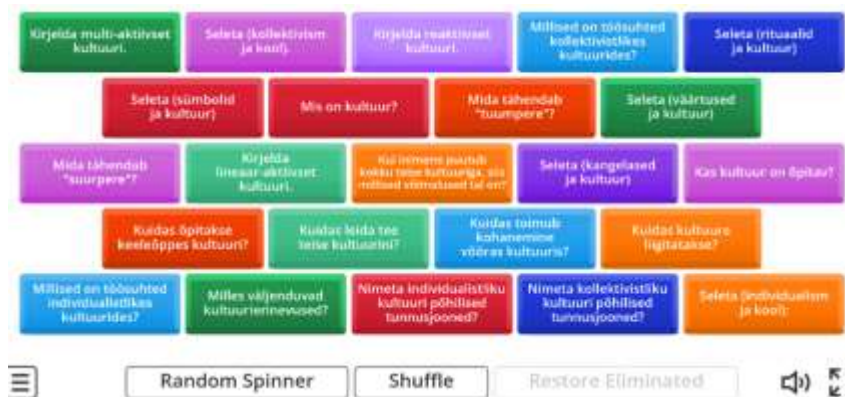 Kirjelda multi-aktiivset
kultuuri.
Seleta (kollektivism
ja kool).
Kirjelda reaktiivset
kultuuri.
Millised on töösuhted
kollektivistlikes
kultuurides?
Seleta (rituaalid
ja kultuur)
Seleta (sümbolid
ja kultuur)
Mis on kultuur?
Mida tähendab
"tuumpere"?
Seleta (väärtused
ja kultuur)
Mida tähendab
"suurpere"?
Kirjelda
lineaar-aktiivset
kultuuri.
Kui inimene puutub
kokku teise kultuuriga, siis
millised võimalused tal on?
Seleta (kangelased
ja kultuur)
Kas kultuur on õpitav?
Kuidas õpitakse
keeleõppes kultuuri?
Kuidas leida tee
teise kultuurini?
Kuidas toimub
kohanemine
võõras kultuuris?
Kuidas kultuure
liigitatakse?
Millised on töösuhted
individualistlikes
kultuurides?
Milles väljenduvad
kultuurierinevused?
Nimeta individualistliku
kultuuri põhilised
tunnusjooned?
Nimeta kollektivistliku
kultuuri põhilised
tunnusjooned?
Seleta (individualism
ja kool).
Random Spinner
Shuffle
Restore Eliminated